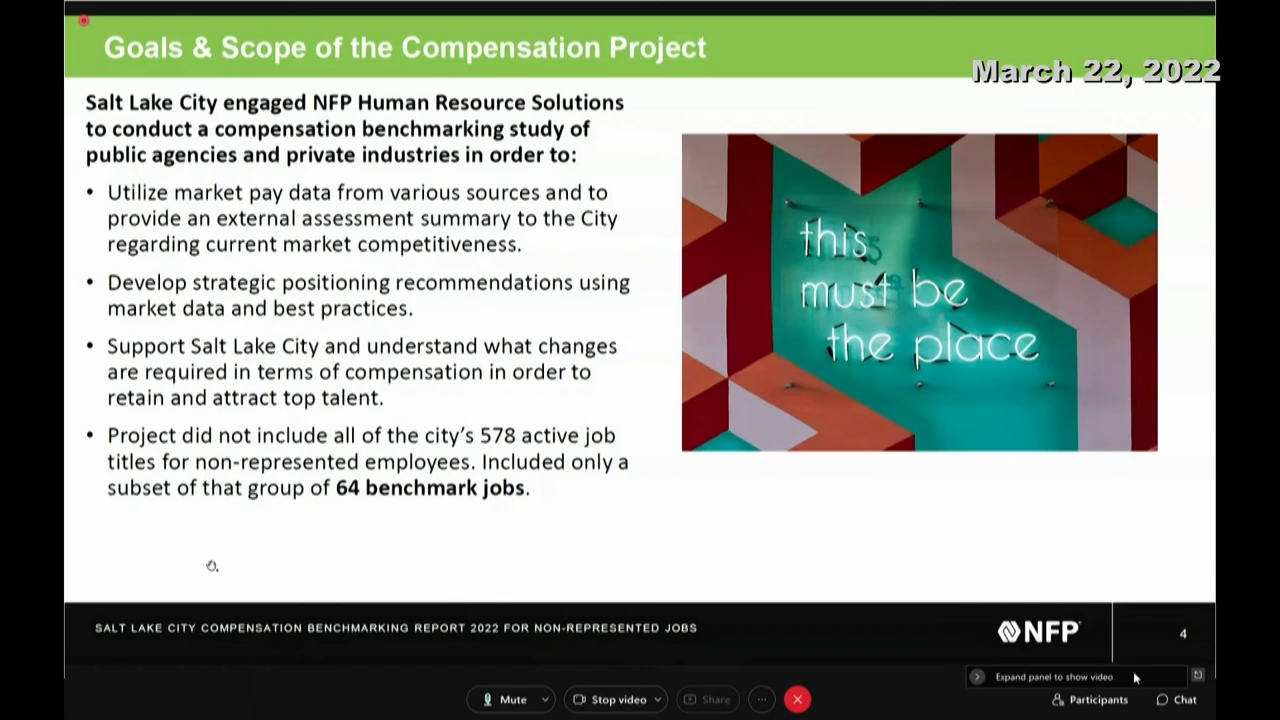 Goals & Scope of the Compensation Project
March 22, 2022
Salt Lake City engaged NFP Human Resource Solutions
to conduct a compensation benchmarking study of
public agencies and private industries in order to:
• Utilize market pay data from various sources and to
provide an external assessment summary to the City
regarding current market competitiveness.
• Develop strategic positioning recommendations using
market data and best practices.
• Support Salt Lake City and understand what changes
are required in terms of compensation in order to
retain and attract top talent.
• Project did not include all of the city’s 578 active job
titles for non-represented employees. Included only a
subset of that group of 64 benchmark jobs.
this
must be
the place
SALT LAKE CITY COMPENSATION BENCHMARKING REPORT 2022 FOR NON-REPRESENTED JOBS
NFP
4
Expand panel to show video
Mute
Stop video
Share
Participants
Chat